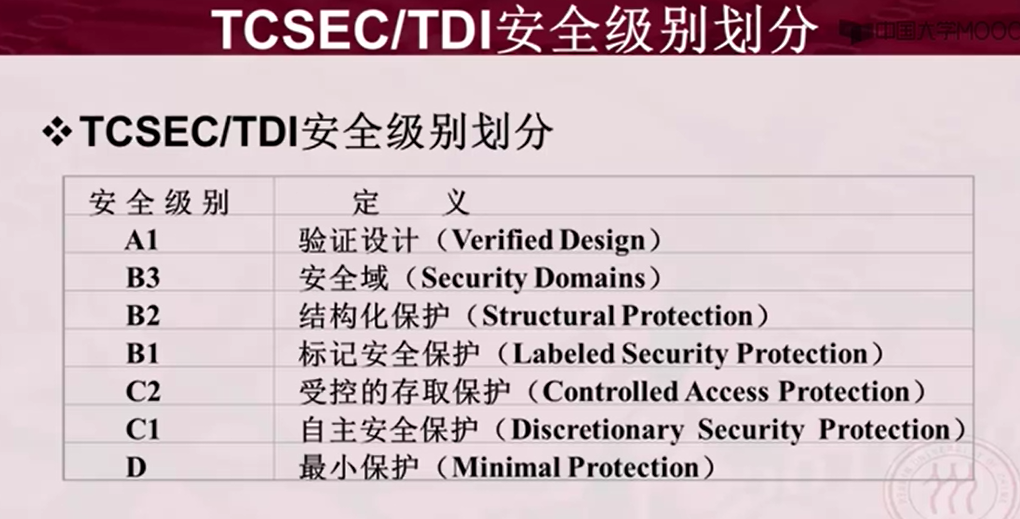 TCSEC/TDI安全级别划分
中国大学MOOC
❖TCSEC/TDI安全级别划分
安全级别 定 义
A1 验证设计（Verified Design）
B3 安全域（Security Domains）
B2 结构化保护（Structural Protection）
B1 标记安全保护（Labeled Security Protection）
C2 受控的存取保护（Controlled Access Protection）
C1 自主安全保护（Discretionary Security Protection）
D 最小保护（Minimal Protection）